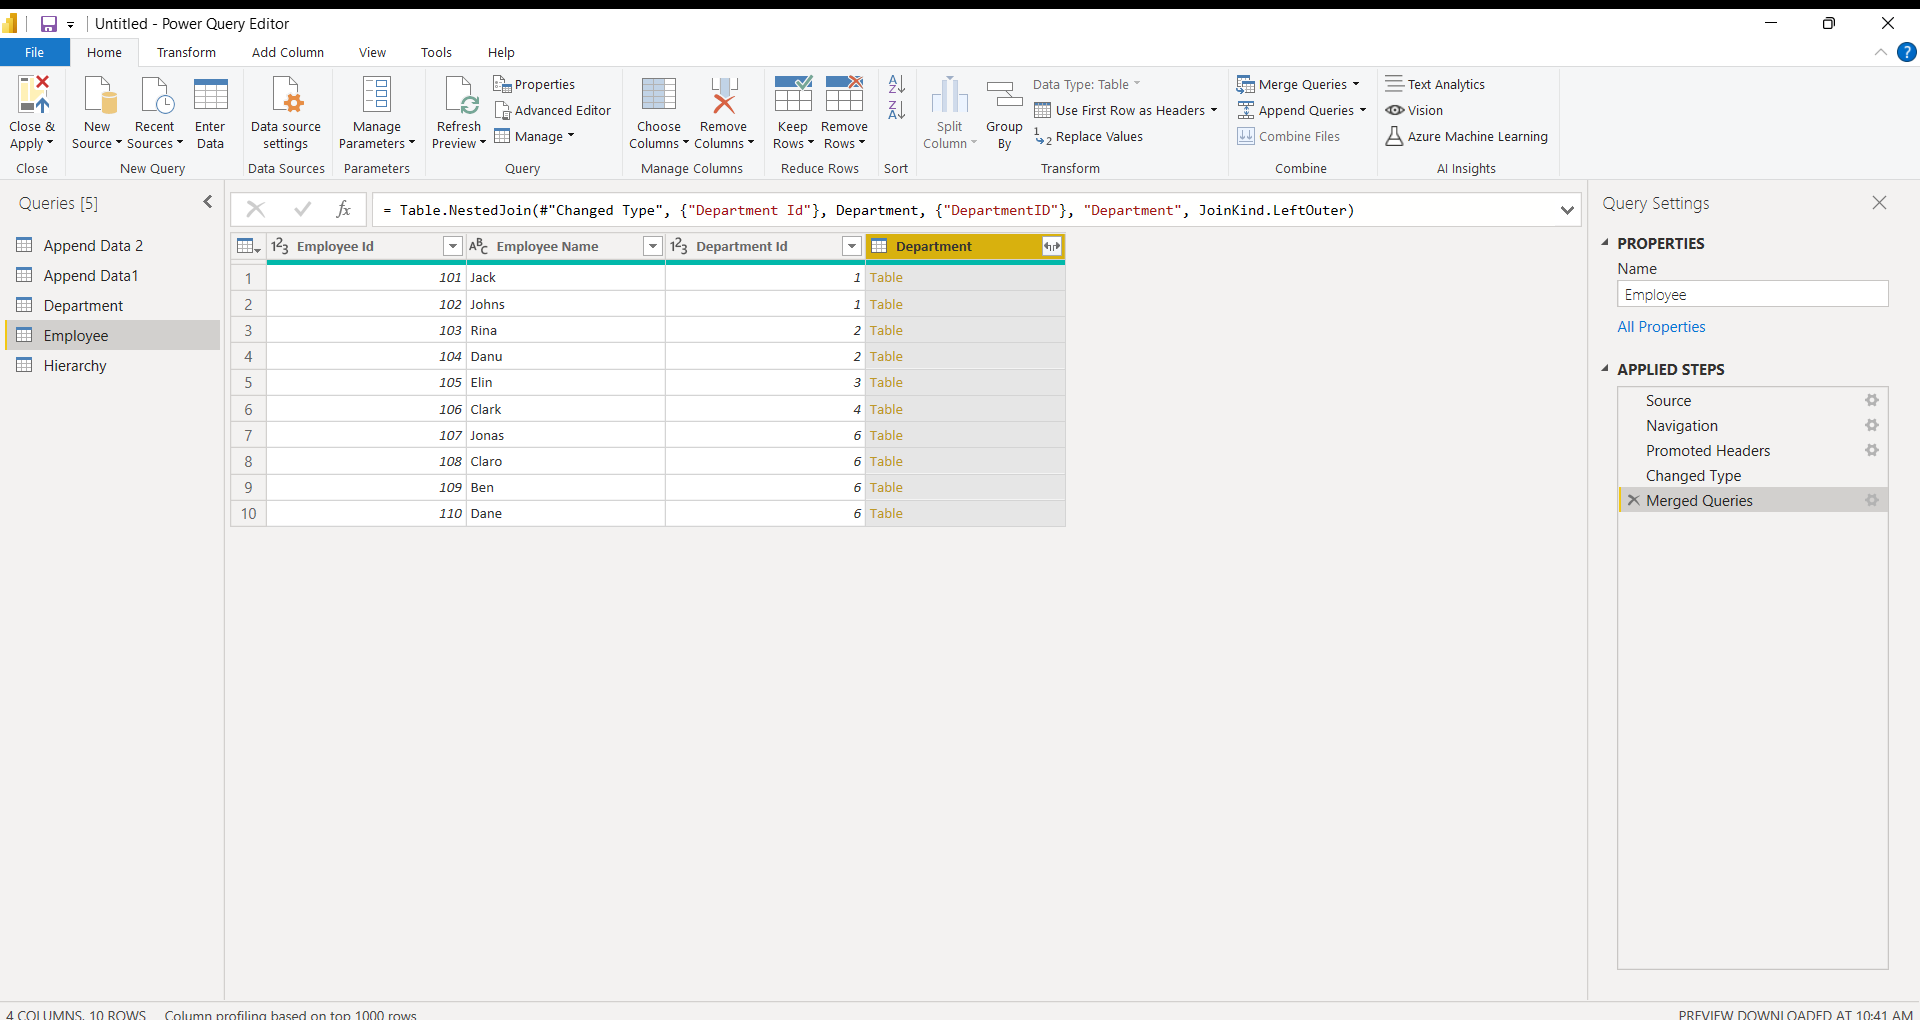 Untitled - Power Query Editor
File Home Transform Add Column View Tools Help
Close & Apply
New Source
Recent Sources
Enter Data
Data source settings
Manage Parameters
Refresh Preview
Properties
Advanced Editor
Manage
Choose Columns
Remove Columns
Keep Rows
Remove Rows
Split Column
Group By
Data Type: Table
Use First Row as Headers
Replace Values
Merge Queries
Append Queries
Combine Files
Text Analytics
Vision
Azure Machine Learning
Close New Query Data Sources Parameters Query Manage Columns Reduce Rows Sort Transform Combine AI Insights
Queries [5]
Append Data 2
Append Data1
Department
Employee
Hierarchy
fx = Table.NestedJoin(#"Changed Type", {"Department Id"}, Department, {"DepartmentID"}, "Department", JoinKind.LeftOuter)
123 Employee Id ABC Employee Name 123 Department Id Department
1 101 Jack 1 Table
2 102 Johns 1 Table
3 103 Rina 2 Table
4 104 Danu 2 Table
5 105 Elin 3 Table
6 106 Clark 4 Table
7 107 Jonas 6 Table
8 108 Claro 6 Table
9 109 Ben 6 Table
10 110 Dane 6 Table
Query Settings
PROPERTIES
Name
Employee
All Properties
APPLIED STEPS
Source
Navigation
Promoted Headers
Changed Type
Merged Queries
4 COLUMNS, 10 ROWS Column profiling based on top 1000 rows PREVIEW DOWNLOADED AT 10:41 AM